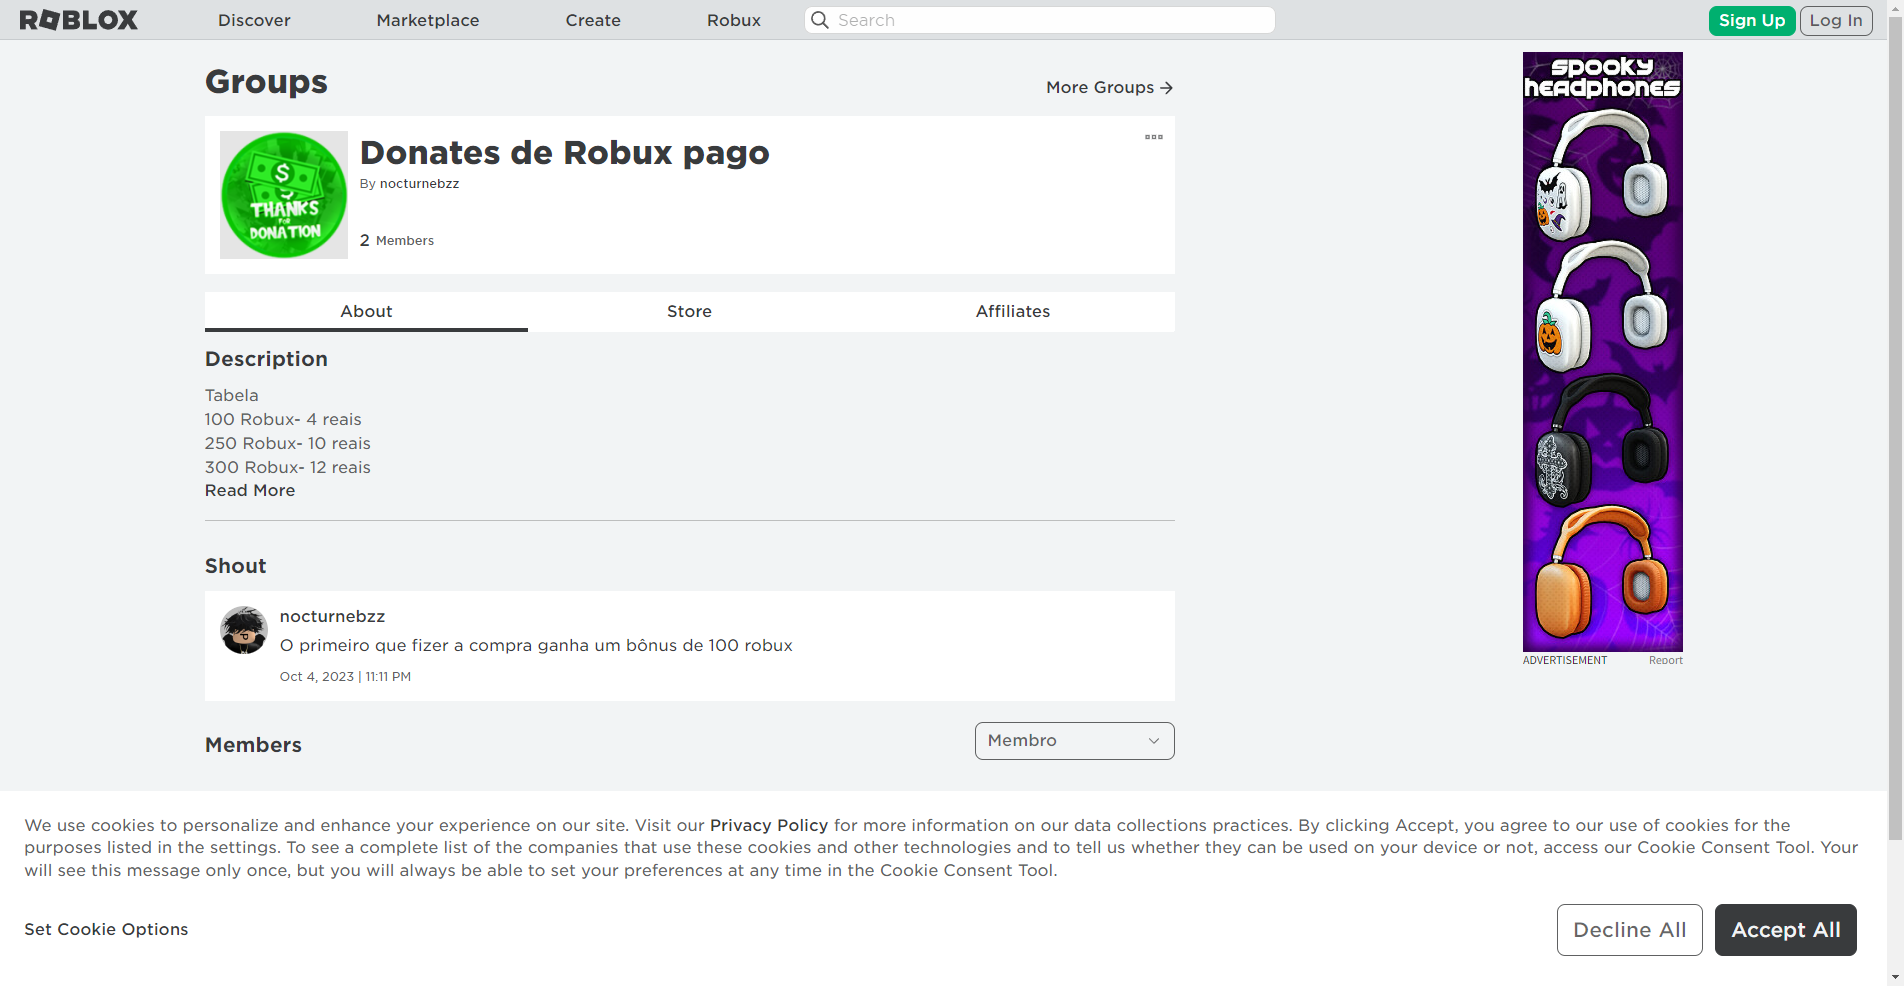 ROBLOX
Discover
Marketplace
Create
Robux
Search
Sign Up
Log In
Groups
More Groups →
THANKS
FOR
DONATION
Donates de Robux pago
By nocturnebzz
2 Members
About
Store
Affiliates
Description
Tabela
100 Robux- 4 reais
250 Robux- 10 reais
300 Robux- 12 reais
Read More
Shout
nocturnebzz
O primeiro que fizer a compra ganha um bônus de 100 robux
Oct 4, 2023 | 11:11 PM
Members
Membro
spooky
headphones
ADVERTISEMENT
Report
We use cookies to personalize and enhance your experience on our site. Visit our Privacy Policy for more information on our data collections practices. By clicking Accept, you agree to our use of cookies for the
purposes listed in the settings. To see a complete list of the companies that use these cookies and other technologies and to tell us whether they can be used on your device or not, access our Cookie Consent Tool. Your
will see this message only once, but you will always be able to set your preferences at any time in the Cookie Consent Tool.
Set Cookie Options
Decline All
Accept All